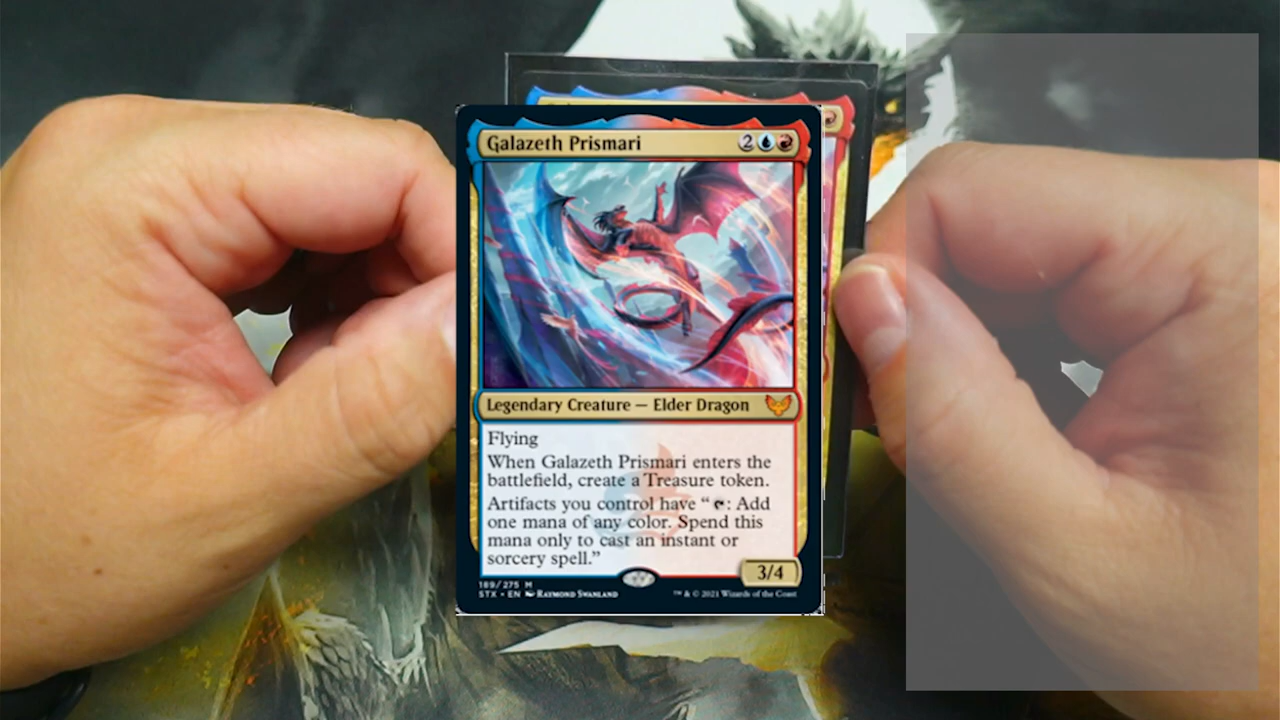 Galazeth Prismari 2
Legendary Creature — Elder Dragon
Flying
When Galazeth Prismari enters the
battlefield, create a Treasure token.
Artifacts you control have “ : Add
one mana of any color. Spend this
mana only to cast an instant or
sorcery spell.”
3/4
189/275 M
STX • EN Raymond Swanland
™ & © 2021 Wizards of the Coast